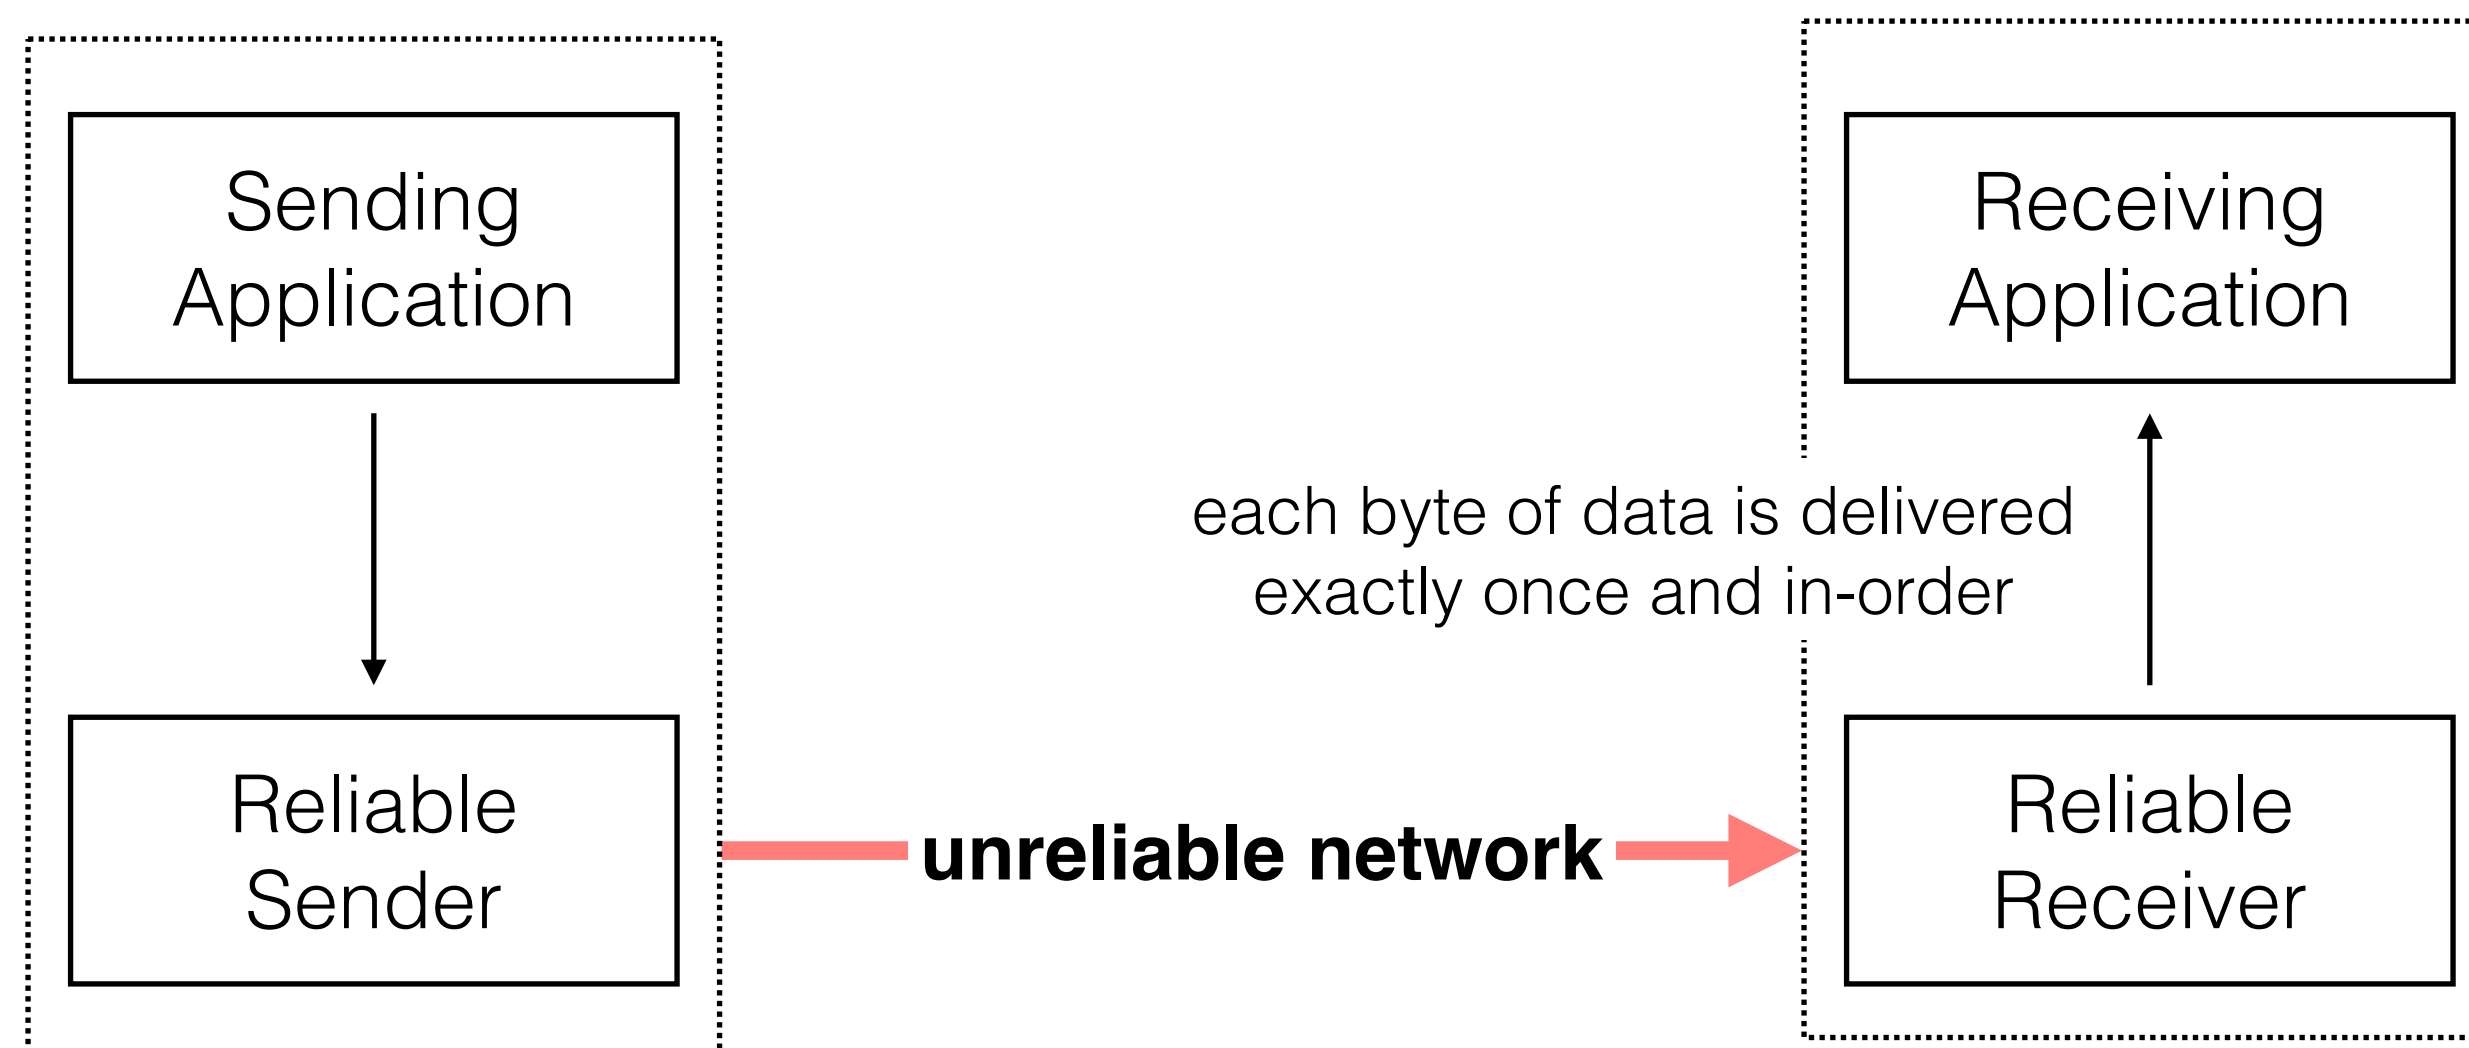 Sending
Application
Receiving
Application
each byte of data is delivered
exactly once and in-order
Reliable
Sender
unreliable network
Reliable
Receiver